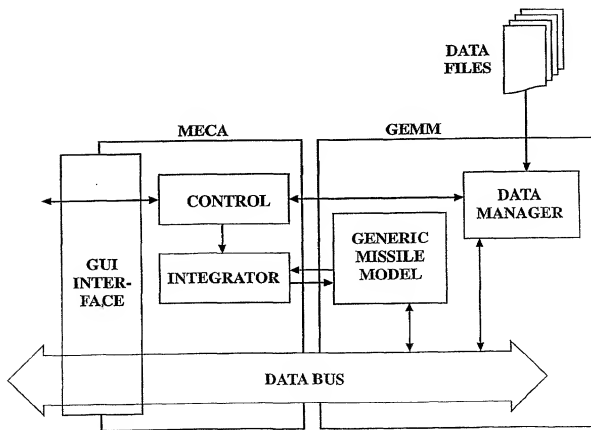 DATA
FILES
MECA
GEMM
CONTROL
DATA
MANAGER
GENERIC
MISSILE
MODEL
GUI
INTER-
FACE
INTEGRATOR
DATA BUS